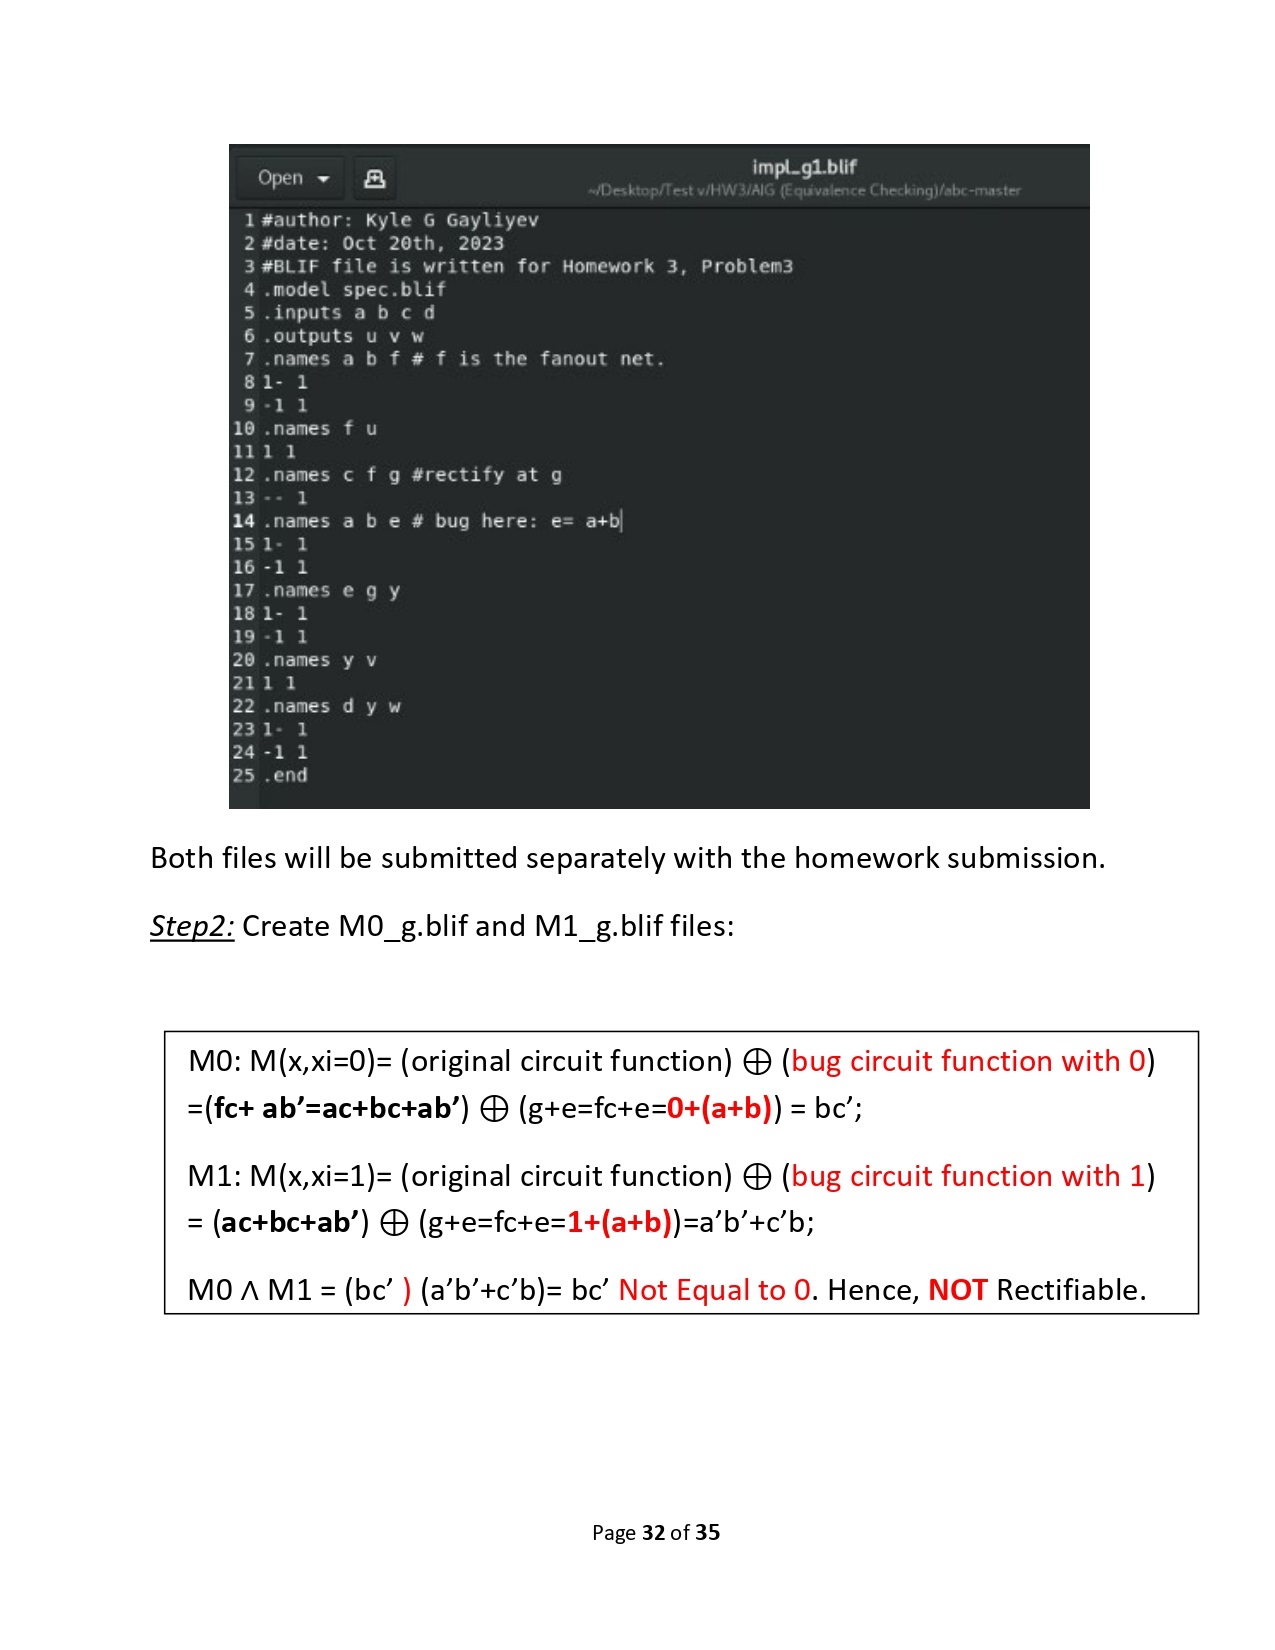 Open
impl_g1.blif
~/Desktop/Test v/HW3/AIG (Equivalence Checking)/abc-master
1 #author: Kyle G Gayliyev
2 #date: Oct 20th, 2023
3 #BLIF file is written for Homework 3, Problem3
4 .model spec.blif
5 .inputs a b c d
6 .outputs u v w
7 .names a b f # f is the fanout net.
8 1- 1
9 -1 1
10 .names f u
11 1 1
12 .names c f g #rectify at g
13 -- 1
14 .names a b e # bug here: e= a+b
15 1- 1
16 -1 1
17 .names e g y
18 1- 1
19 -1 1
20 .names y v
21 1 1
22 .names d y w
23 1- 1
24 -1 1
25 .end
Both files will be submitted separately with the homework submission.
Step2: Create M0_g.blif and M1_g.blif files:
M0: M(x,xi=0)= (original circuit function) ⊕ (bug circuit function with 0)
=(fc+ ab’=ac+bc+ab’) ⊕ (g+e=fc+e=0+(a+b)) = bc’;
M1: M(x,xi=1)= (original circuit function) ⊕ (bug circuit function with 1)
= (ac+bc+ab’) ⊕ (g+e=fc+e=1+(a+b))=a’b’+c’b;
M0 ∧ M1 = (bc’ ) (a’b’+c’b)= bc’ Not Equal to 0. Hence, NOT Rectifiable.
Page 32 of 35